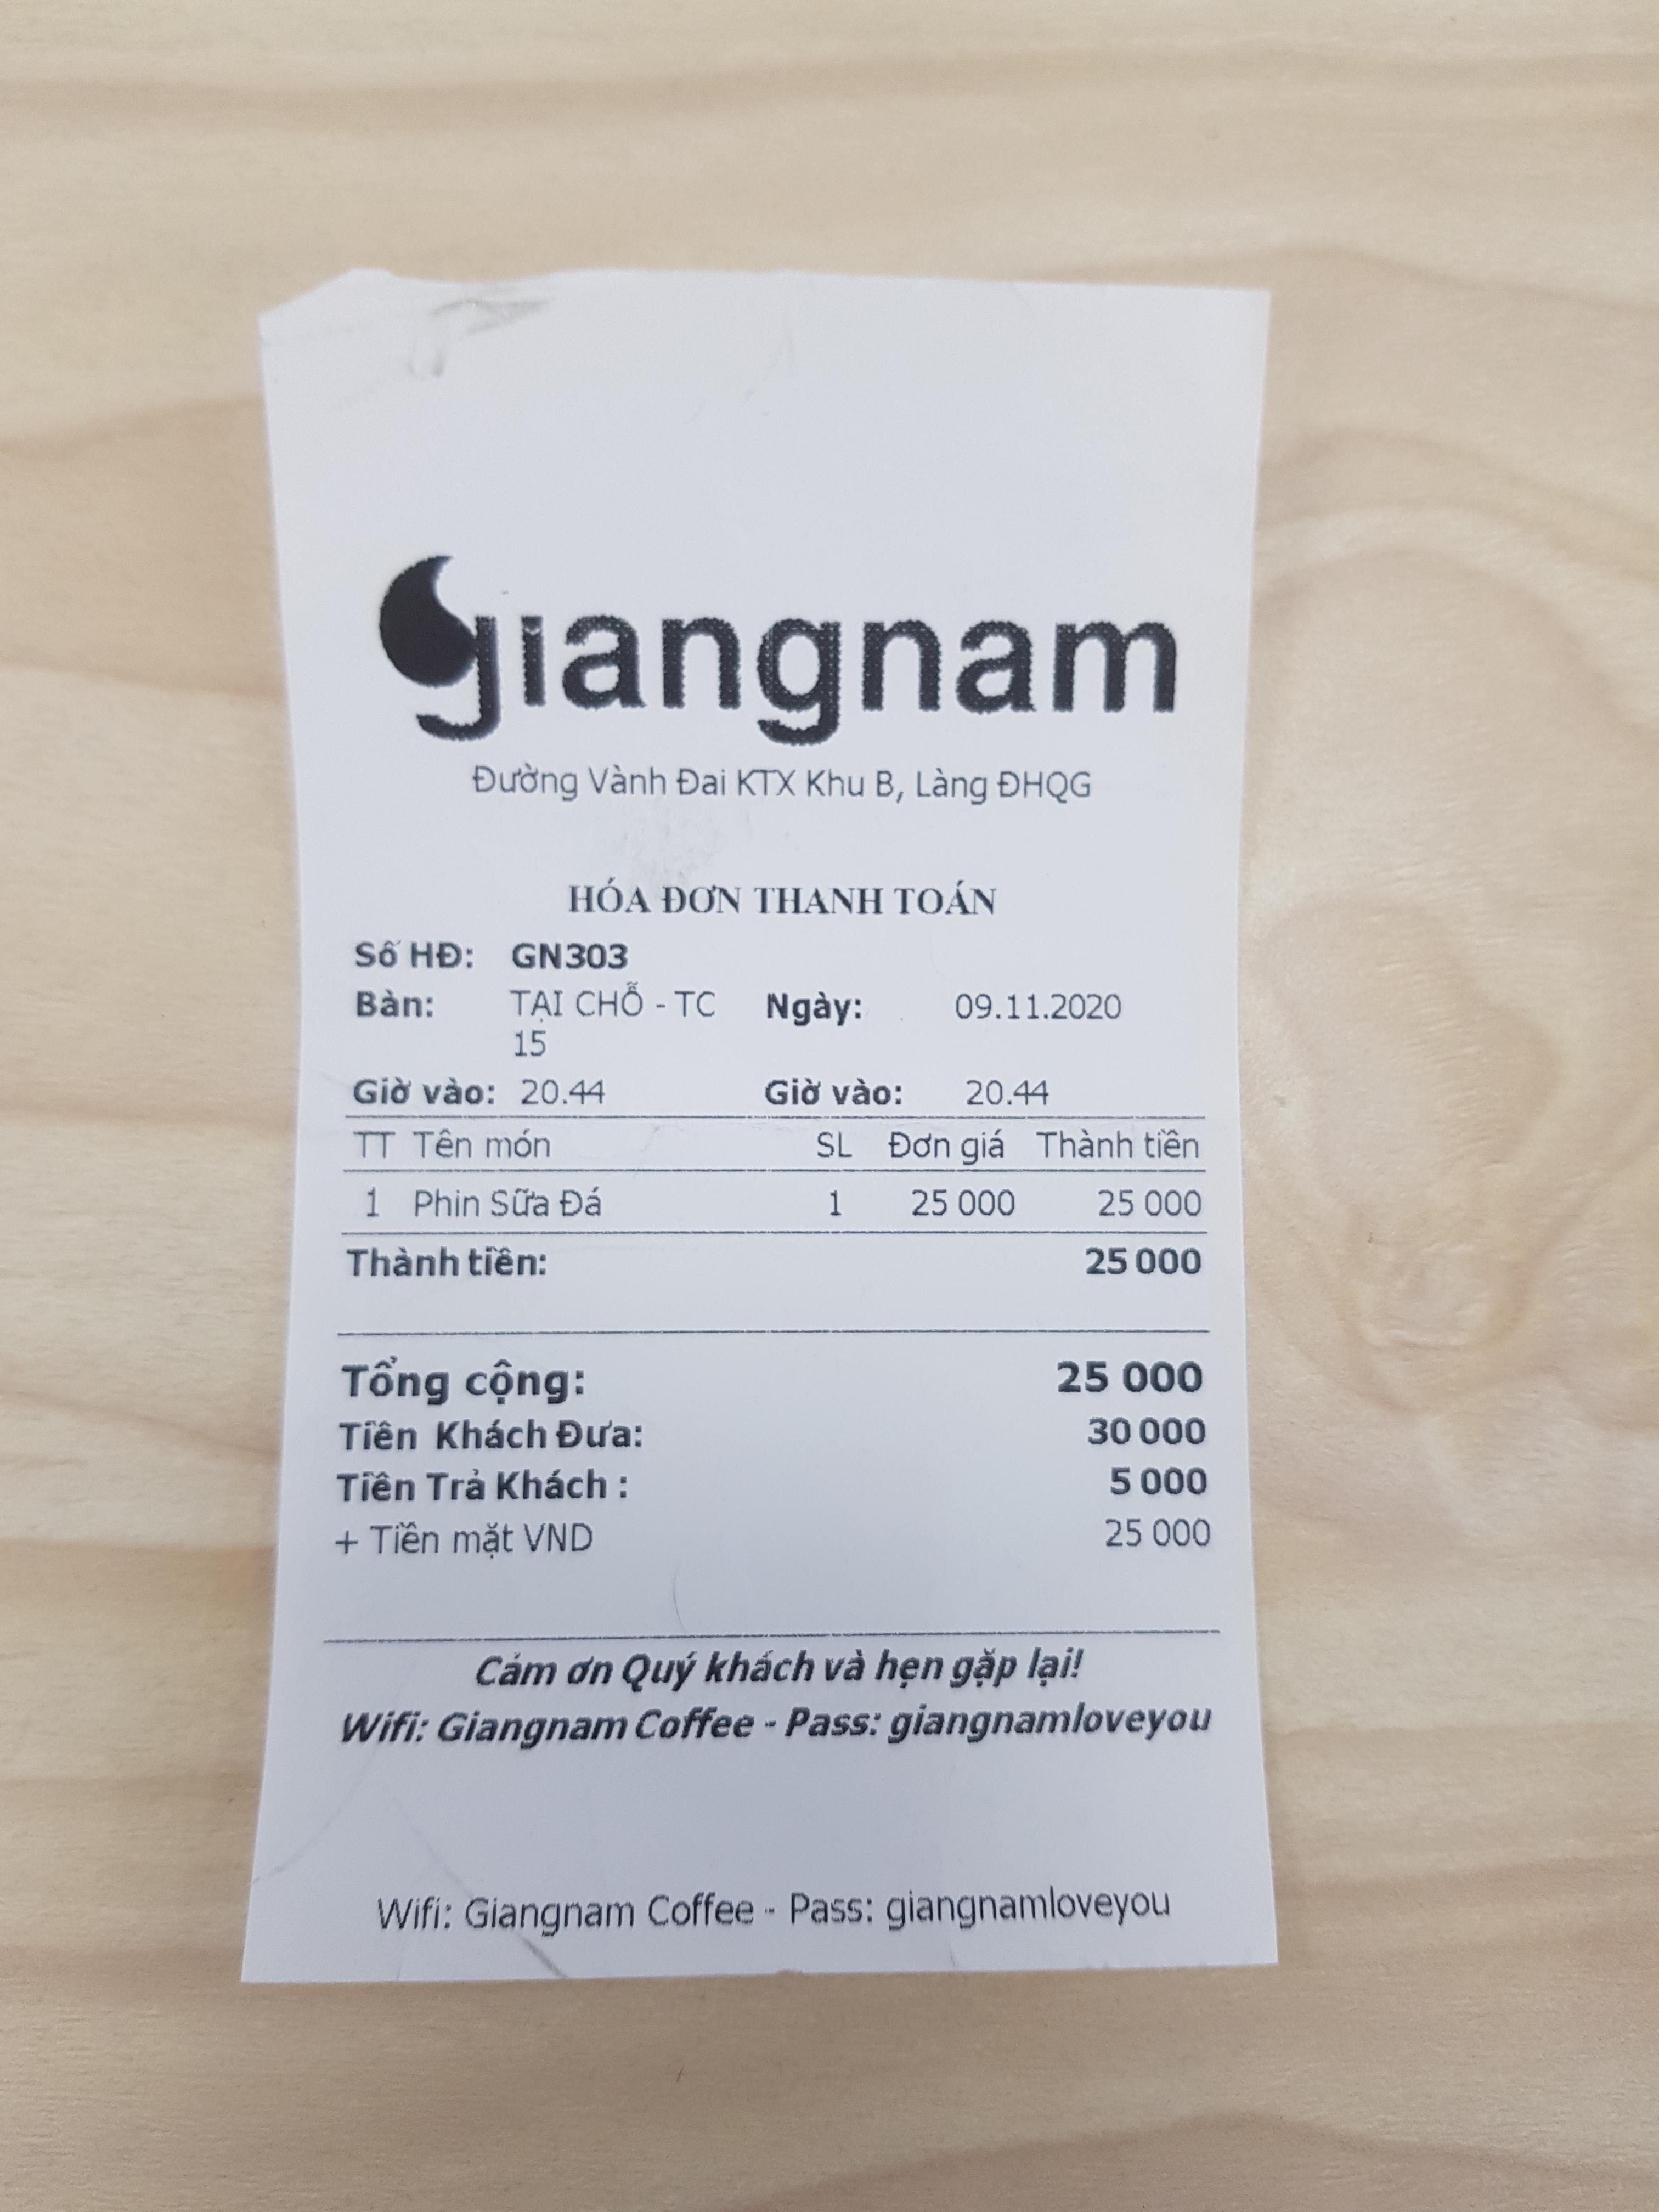 giangnam
Đường Vành Đai KTX Khu B, Làng ĐHQG
HÓA ĐƠN THANH TOÁN
Số HĐ: GN303
Bàn: TẠI CHỖ - TC 15 Ngày: 09.11.2020
Giờ vào: 20.44 Giờ vào: 20.44
TT Tên món SL Đơn giá Thành tiền
1 Phin Sữa Đá 1 25 000 25 000
Thành tiền: 25 000
Tổng cộng: 25 000
Tiền Khách Đưa: 30 000
Tiền Trả Khách : 5 000
+ Tiền mặt VND 25 000
Cảm ơn Quý khách và hẹn gặp lại!
Wifi: Giangnam Coffee - Pass: giangnamloveyou
Wifi: Giangnam Coffee - Pass: giangnamloveyou